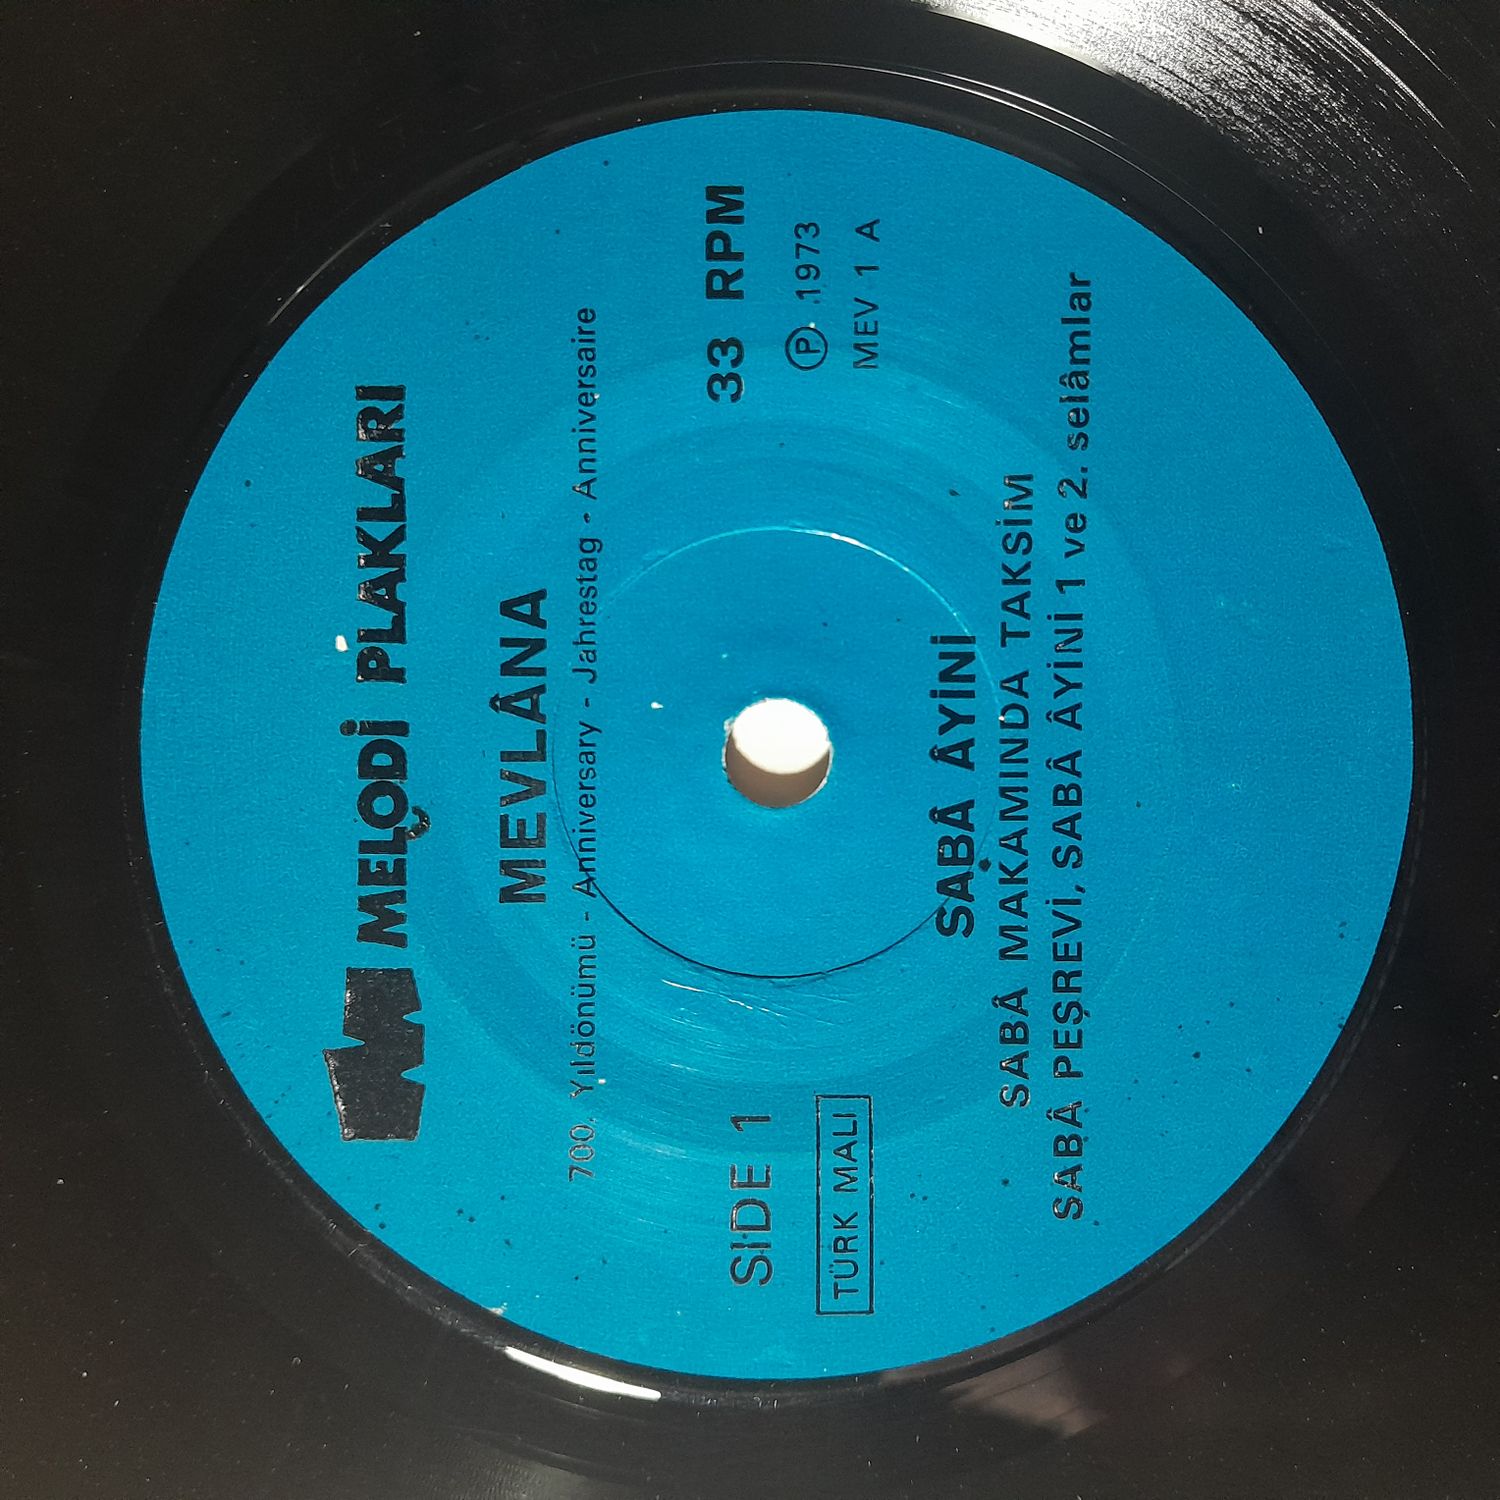 MELODİ PLAKLARI
MEVLÂNA
700. Yıldönümü - Anniversary - Jahrestag - Anniversaire
SIDE 1
TÜRK MALI
33 RPM
Ⓟ 1973
MEV 1 A
SABÂ ÂYİNİ
SABÂ MAKAMINDA TAKSİM
SABÂ PEŞREVİ, SABÂ ÂYİNİ 1 ve 2. selâmlar